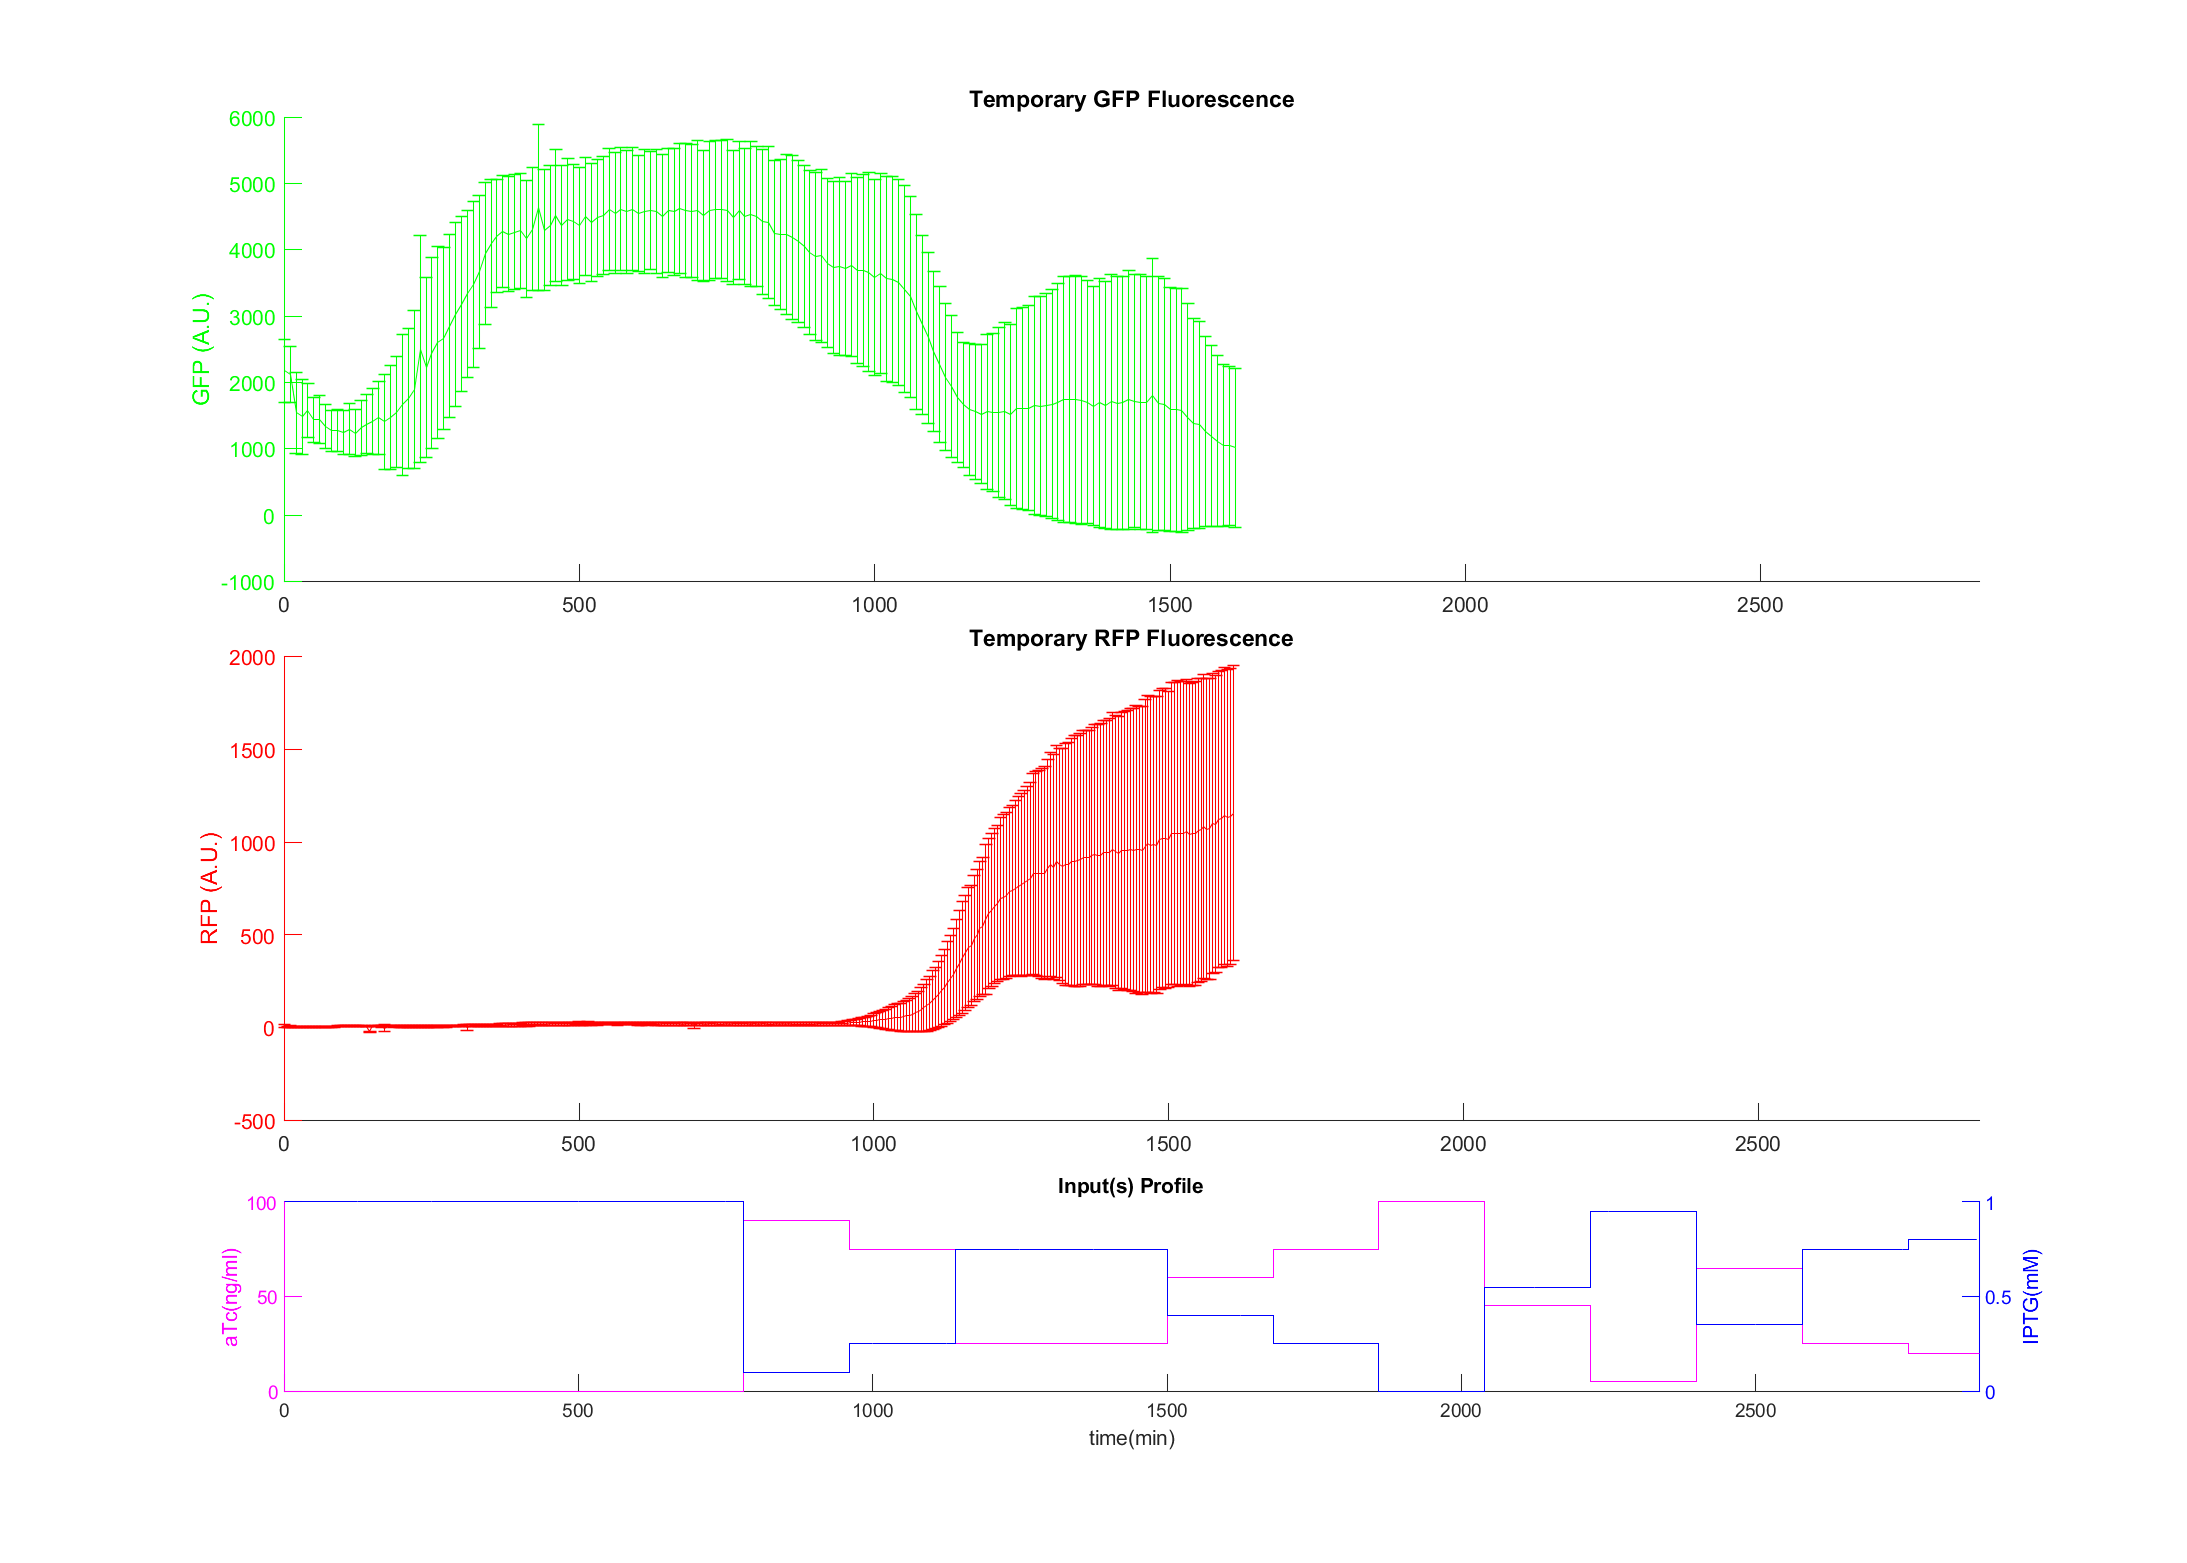 Temporary GFP Fluorescence
GFP (A.U.)
6000
5000
4000
3000
2000
1000
0
-1000
0 500 1000 1500 2000 2500
Temporary RFP Fluorescence
RFP (A.U.)
2000
1500
1000
500
0
-500
0 500 1000 1500 2000 2500
Input(s) Profile
aTc(ng/ml)
100
50
0
IPTG(mM)
1
0.5
0
0 500 1000 1500 2000 2500
time(min)